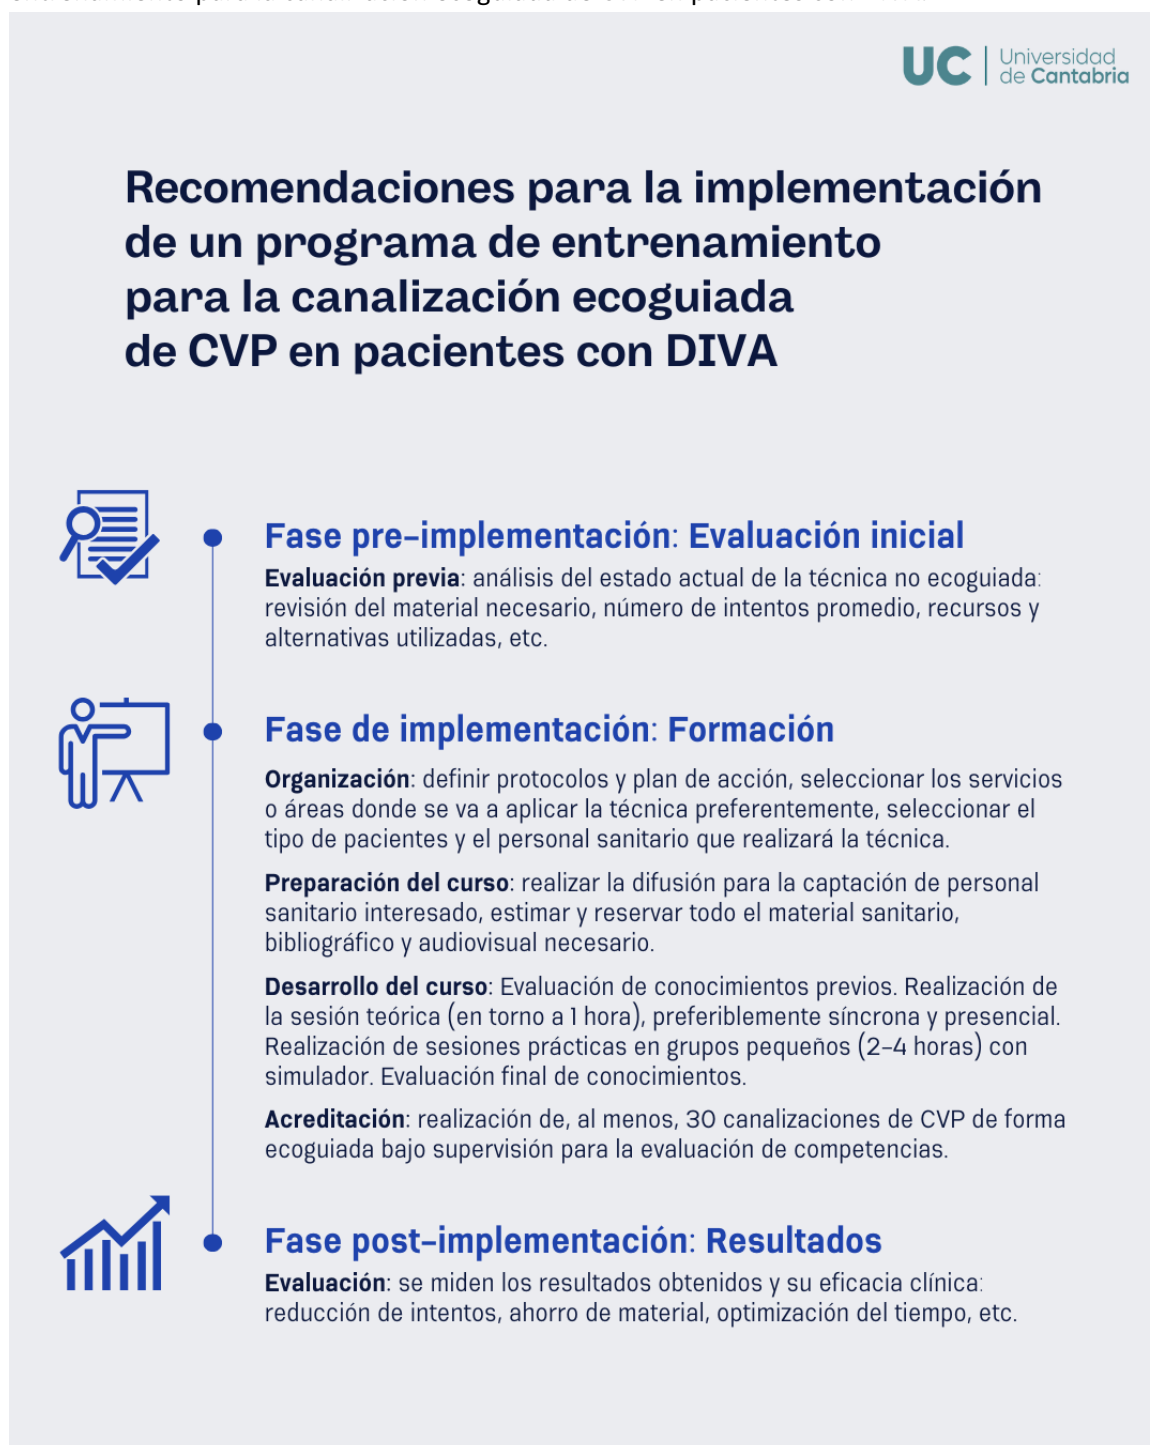 UC
Universidad
de Cantabria
Recomendaciones para la implementación
de un programa de entrenamiento
para la canalización ecoguiada
de CVP en pacientes con DIVA
Fase pre-implementación: Evaluación inicial
Evaluación previa: análisis del estado actual de la técnica no ecoguiada:
revisión del material necesario, número de intentos promedio, recursos y
alternativas utilizadas, etc.
Fase de implementación: Formación
Organización: definir protocolos y plan de acción, seleccionar los servicios
o áreas donde se va a aplicar la técnica preferentemente, seleccionar el
tipo de pacientes y el personal sanitario que realizará la técnica.
Preparación del curso: realizar la difusión para la captación de personal
sanitario interesado, estimar y reservar todo el material sanitario,
bibliográfico y audiovisual necesario.
Desarrollo del curso: Evaluación de conocimientos previos. Realización de
la sesión teórica (en torno a 1 hora), preferiblemente síncrona y presencial.
Realización de sesiones prácticas en grupos pequeños (2-4 horas) con
simulador. Evaluación final de conocimientos.
Acreditación: realización de, al menos, 30 canalizaciones de CVP de forma
ecoguiada bajo supervisión para la evaluación de competencias.
Fase post-implementación: Resultados
Evaluación: se miden los resultados obtenidos y su eficacia clínica:
reducción de intentos, ahorro de material, optimización del tiempo, etc.